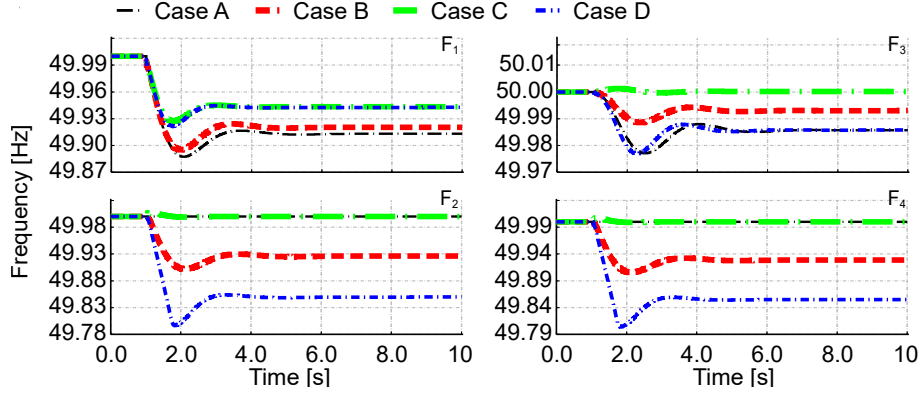 Case A Case B Case C Case D
Frequency [Hz]
F1
49.99
49.96
49.93
49.90
49.87
F3
50.01
50.00
49.99
49.97
F2
49.98
49.93
49.88
49.83
49.78
0.0 2.0 4.0 6.0 8.0 10
Time [s]
F4
49.99
49.94
49.89
49.84
49.79
0.0 2.0 4.0 6.0 8.0 10
Time [s]